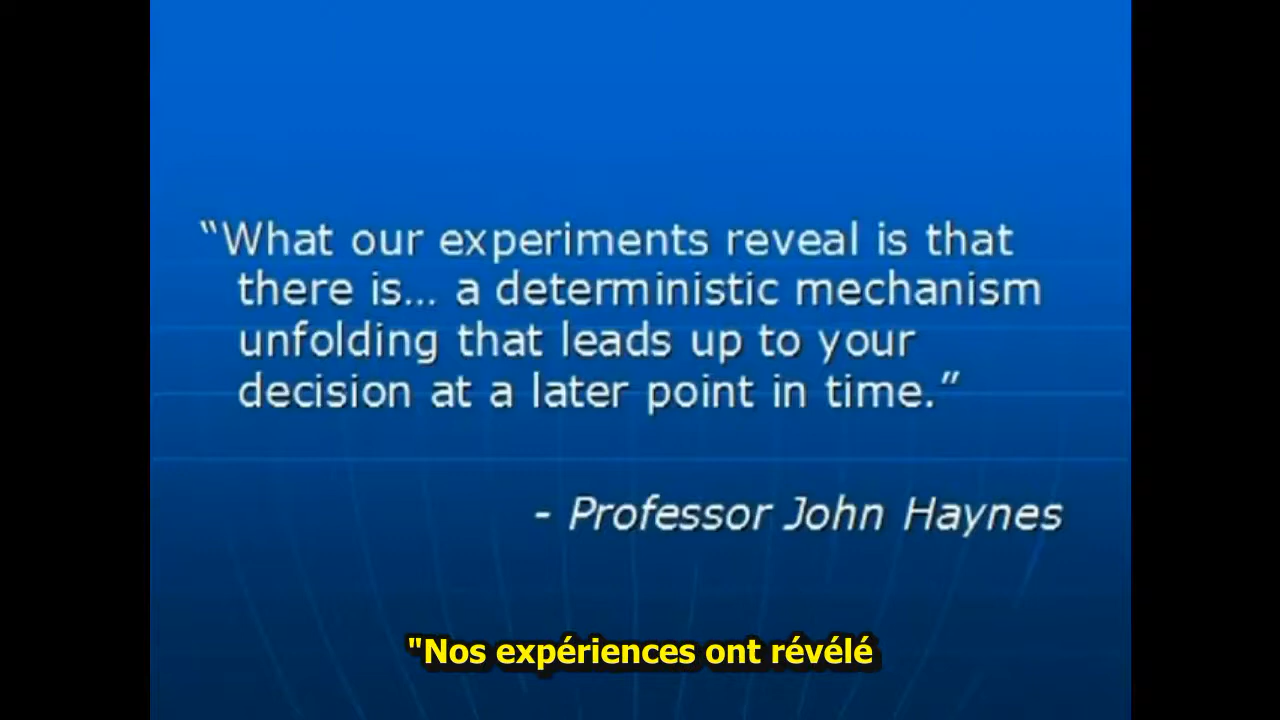 “What our experiments reveal is that
there is... a deterministic mechanism
unfolding that leads up to your
decision at a later point in time.”
- Professor John Haynes
"Nos expériences ont révélé